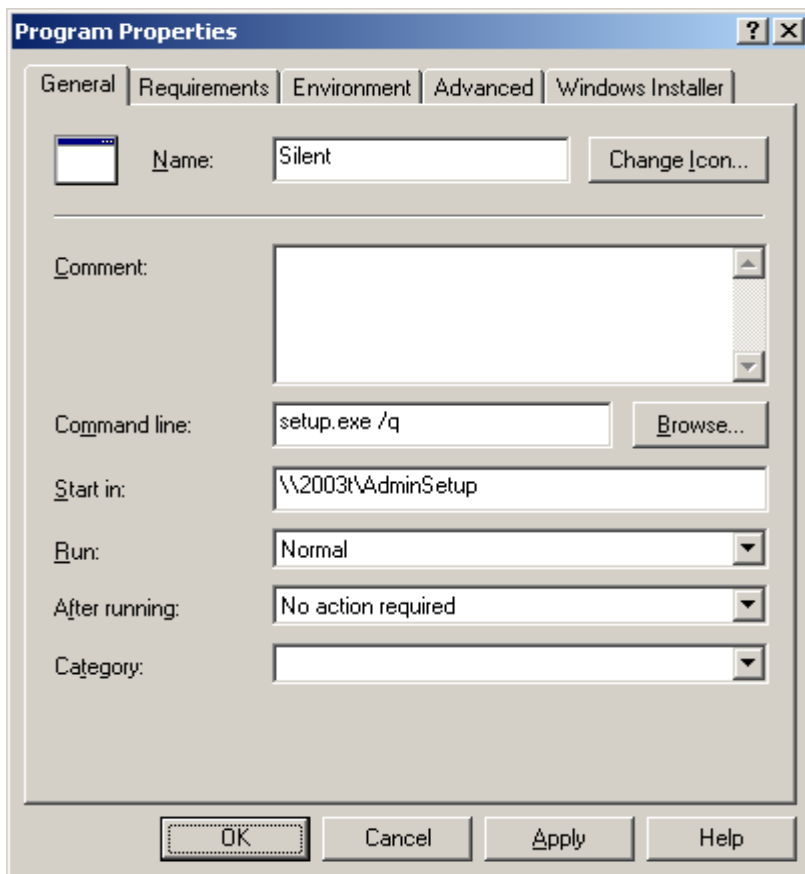 Program Properties
General Requirements Environment Advanced Windows Installer
Name: Silent Change Icon...
Comment:
Command line: setup.exe /q Browse...
Start in: \\2003t\AdminSetup
Run: Normal
After running: No action required
Category:
OK Cancel Apply Help